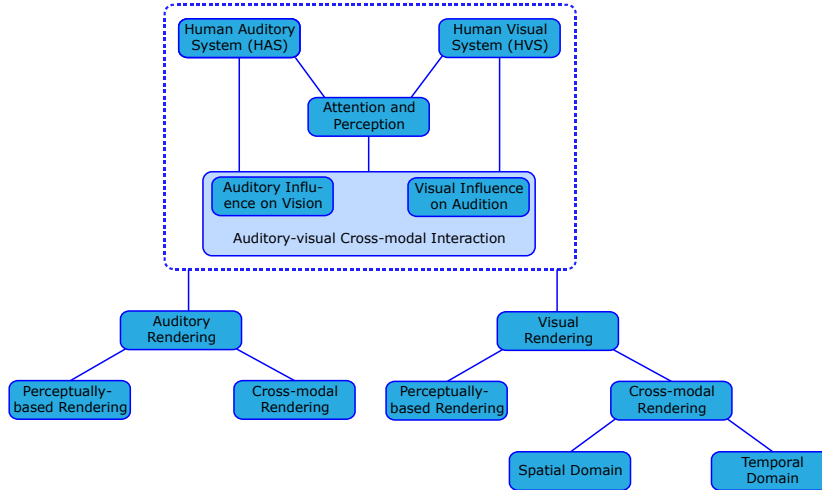 Human Auditory
System (HAS)
Human Visual
System (HVS)
Attention and
Perception
Auditory Influ-
ence on Vision
Visual Influence
on Audition
Auditory-visual Cross-modal Interaction
Auditory
Rendering
Visual
Rendering
Perceptually-
based Rendering
Cross-modal
Rendering
Perceptually-
based Rendering
Cross-modal
Rendering
Spatial Domain
Temporal
Domain